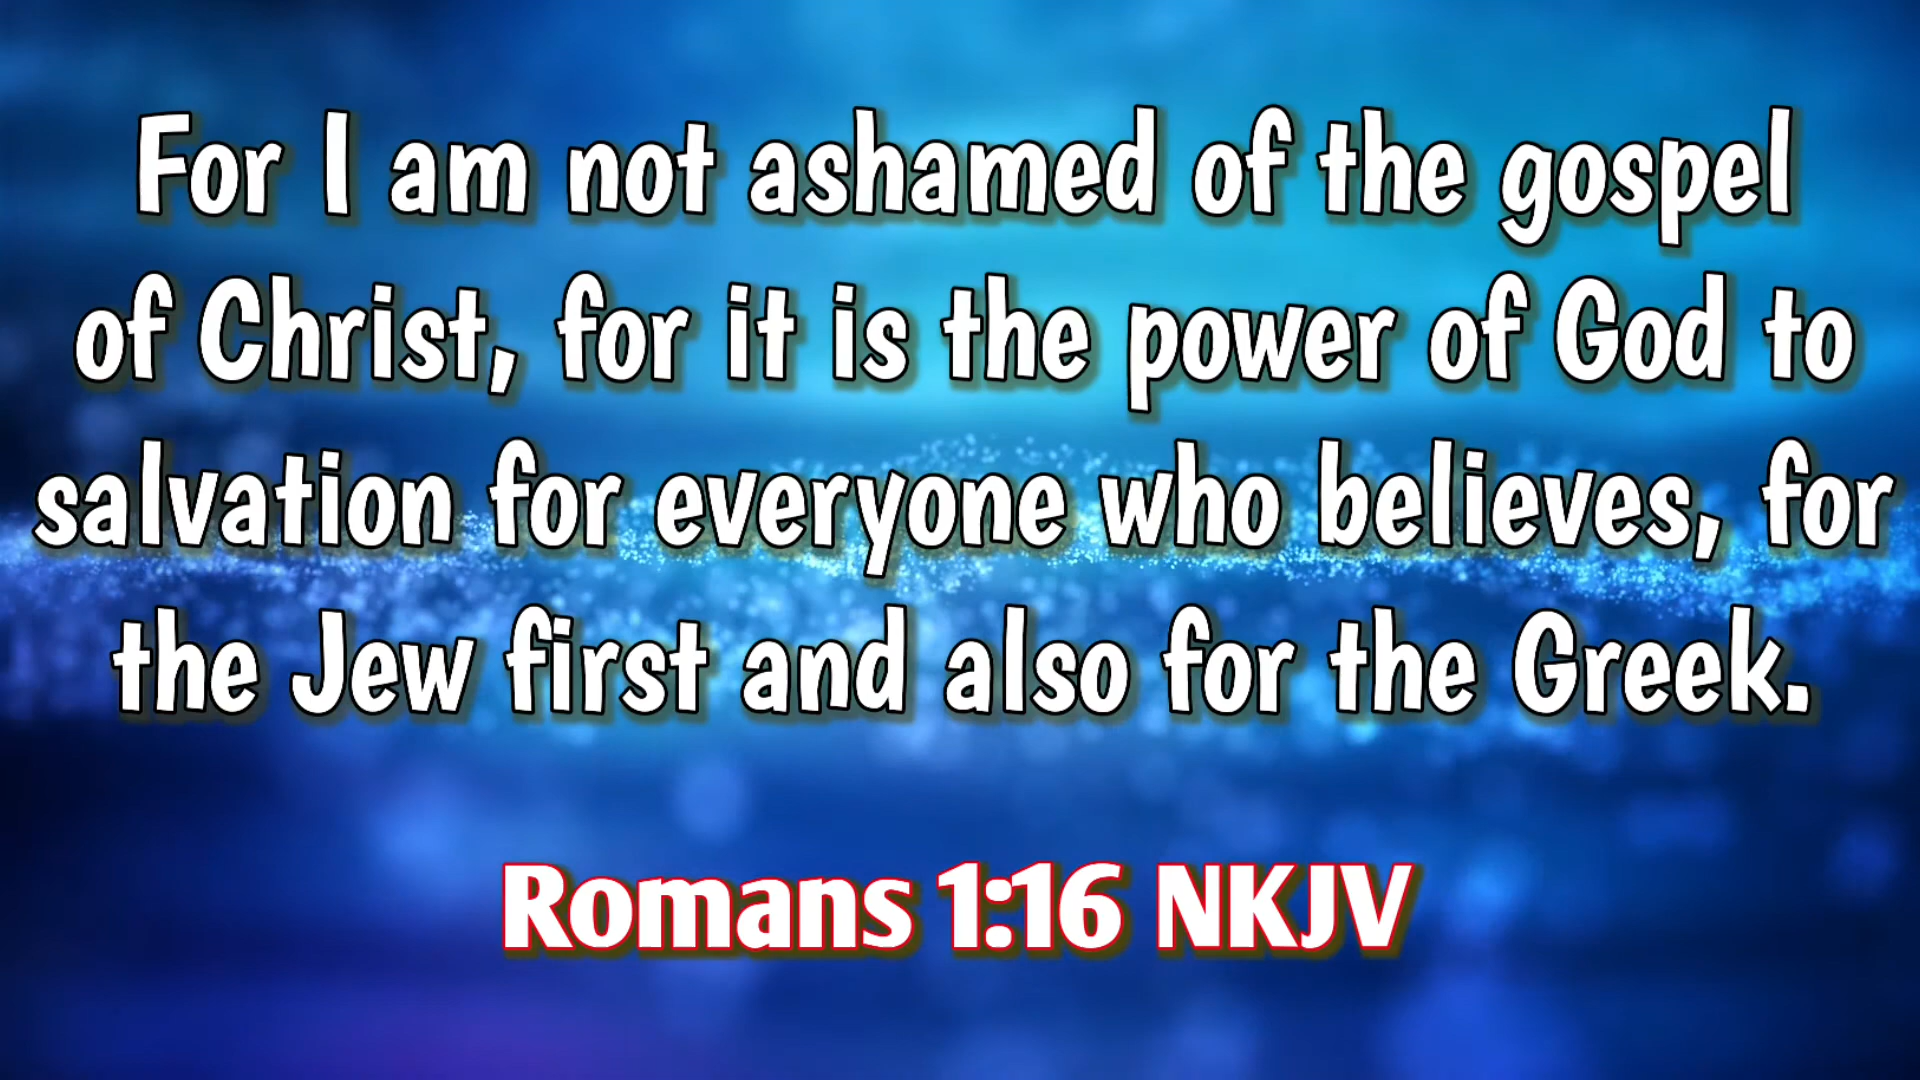 For I am not ashamed of the gospel
of Christ, for it is the power of God to
salvation for everyone who believes, for
the Jew first and also for the Greek.
Romans 1:16 NKJV